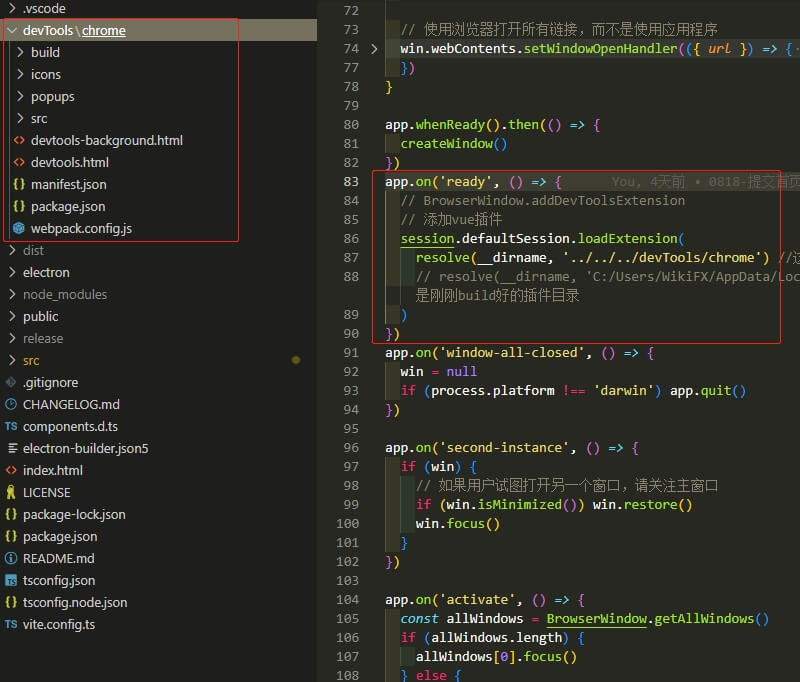 .vscode
devTools\chrome
build
icons
popups
src
devtools-background.html
devtools.html
manifest.json
package.json
webpack.config.js
dist
electron
node_modules
public
release
src
.gitignore
CHANGELOG.md
components.d.ts
electron-builder.json5
index.html
LICENSE
package-lock.json
package.json
README.md
tsconfig.json
tsconfig.node.json
vite.config.ts
72
73 // 使用浏览器打开所有链接，而不是使用应用程序
74 win.webContents.setWindowOpenHandler(({ url }) => {
77 })
78 }
79
80 app.whenReady().then(() => {
81 createWindow()
82 })
83 app.on('ready', () => { You, 4天前 • 0818-提交首页
84 // BrowserWindow.addDevToolsExtension
85 // 添加vue插件
86 session.defaultSession.loadExtension(
87 resolve(__dirname, '../../../devTools/chrome') //这
88 // resolve(__dirname, 'C:/Users/WikiFX/AppData/Loc
是刚刚build好的插件目录
89 )
90 })
91 app.on('window-all-closed', () => {
92 win = null
93 if (process.platform !== 'darwin') app.quit()
94 })
95
96 app.on('second-instance', () => {
97 if (win) {
98 // 如果用户试图打开另一个窗口，请关注主窗口
99 if (win.isMinimized()) win.restore()
100 win.focus()
101 }
102 })
103
104 app.on('activate', () => {
105 const allWindows = BrowserWindow.getAllWindows()
106 if (allWindows.length) {
107 allWindows[0].focus()
108 } else {